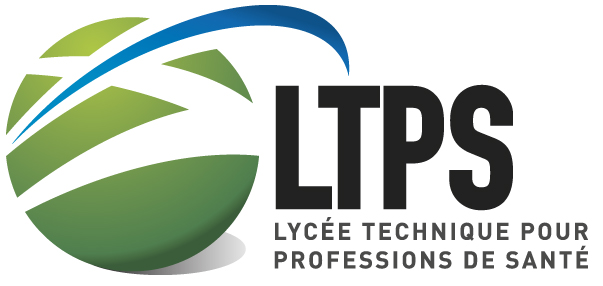 LTPS
LYCÉE TECHNIQUE POUR
PROFESSIONS DE SANTÉ